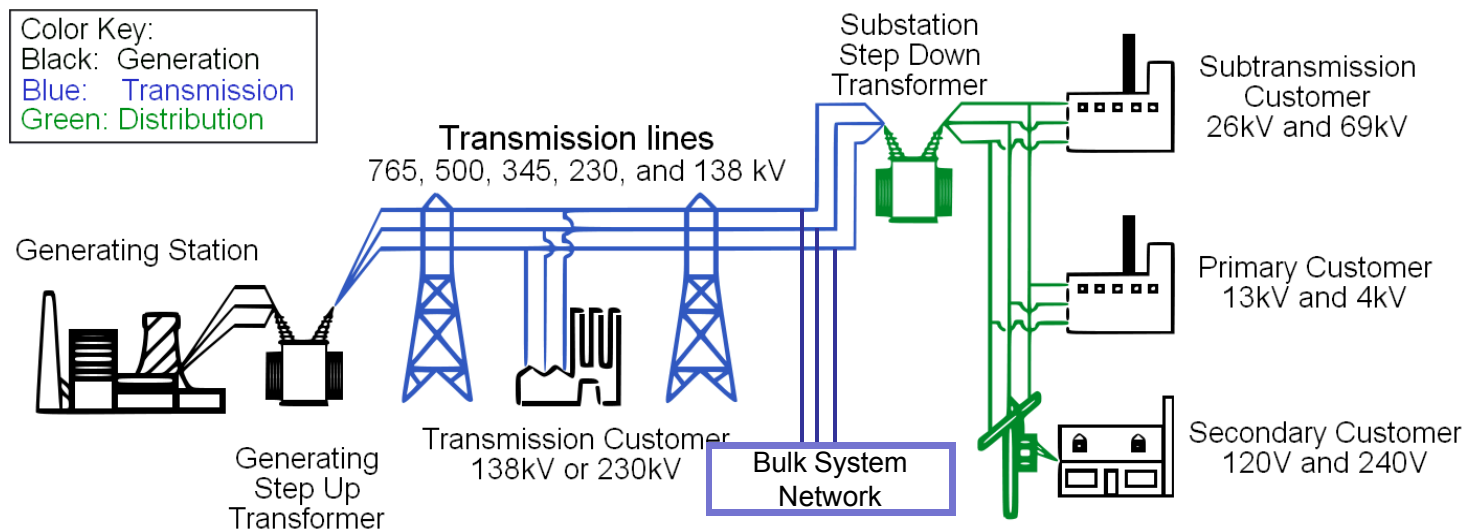 Color Key:
Black: Generation
Blue: Transmission
Green: Distribution
Substation
Step Down
Transformer
Subtransmission
Customer
26kV and 69kV
Transmission lines
765, 500, 345, 230, and 138 kV
Generating Station
Primary Customer
13kV and 4kV
Transmission Customer
138kV or 230kV
Secondary Customer
120V and 240V
Generating
Step Up
Transformer
Bulk System
Network